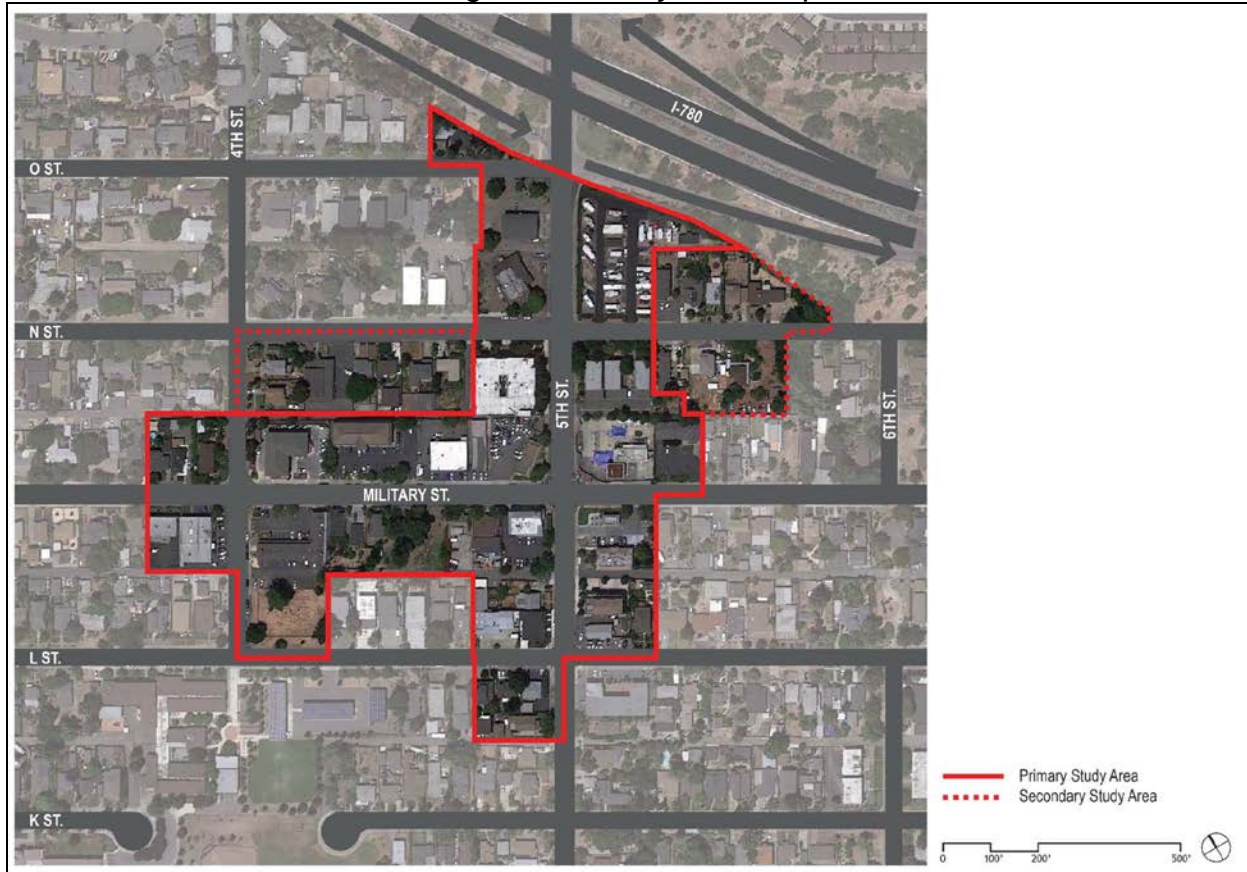 I-780
4TH ST.
O ST.
N ST.
5TH ST.
6TH ST.
MILITARY ST.
L ST.
K ST.
Primary Study Area
Secondary Study Area
0 100' 200' 500'